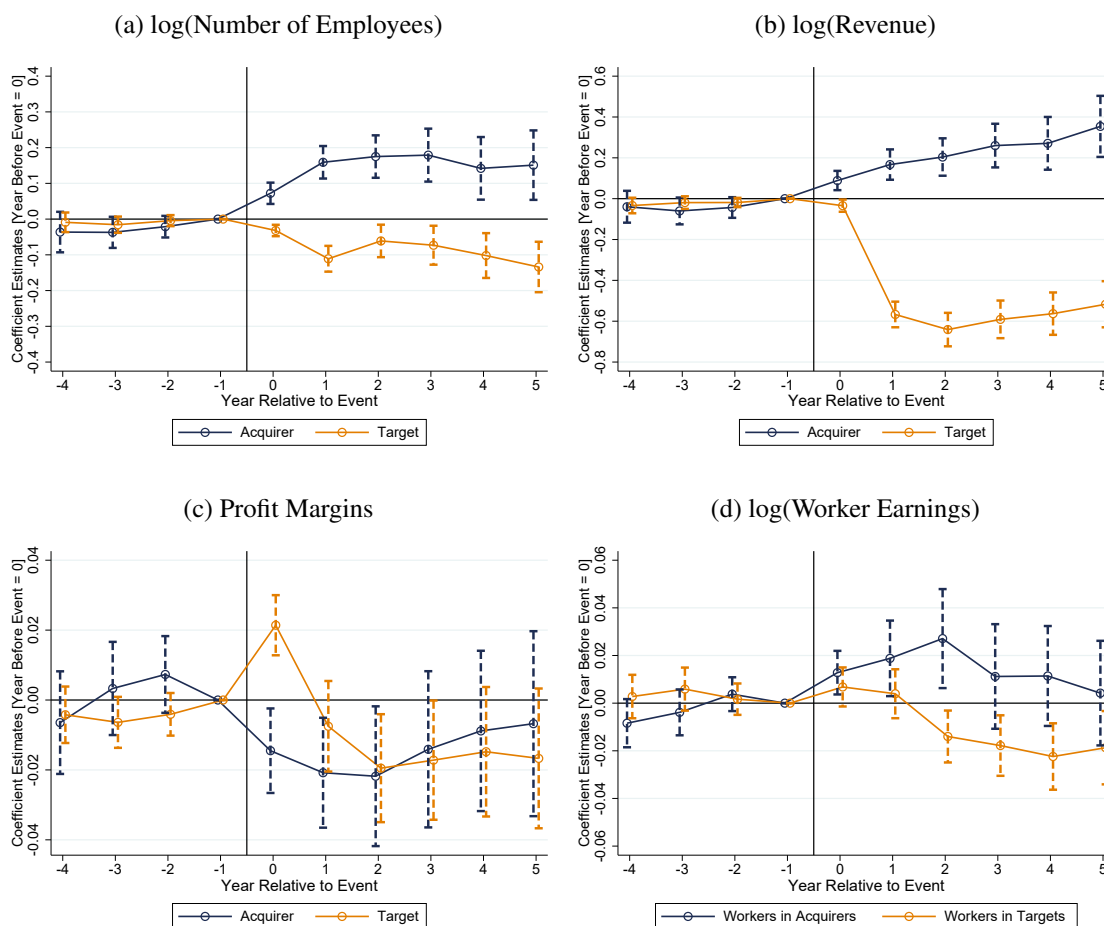 (a) log(Number of Employees)
Coefficient Estimates [Year Before Event = 0]
0.4
0.3
0.2
0.1
0.0
-0.1
-0.2
-0.3
-0.4
-4 -3 -2 -1 0 1 2 3 4 5
Year Relative to Event
Acquirer Target
(b) log(Revenue)
Coefficient Estimates [Year Before Event = 0]
0.6
0.4
0.2
0.0
-0.2
-0.4
-0.6
-0.8
-4 -3 -2 -1 0 1 2 3 4 5
Year Relative to Event
Acquirer Target
(c) Profit Margins
Coefficient Estimates [Year Before Event = 0]
0.04
0.02
0.00
-0.02
-0.04
-4 -3 -2 -1 0 1 2 3 4 5
Year Relative to Event
Acquirer Target
(d) log(Worker Earnings)
Coefficient Estimates [Year Before Event = 0]
0.06
0.04
0.02
0.00
-0.02
-0.04
-0.06
-4 -3 -2 -1 0 1 2 3 4 5
Year Relative to Event
Workers in Acquirers Workers in Targets